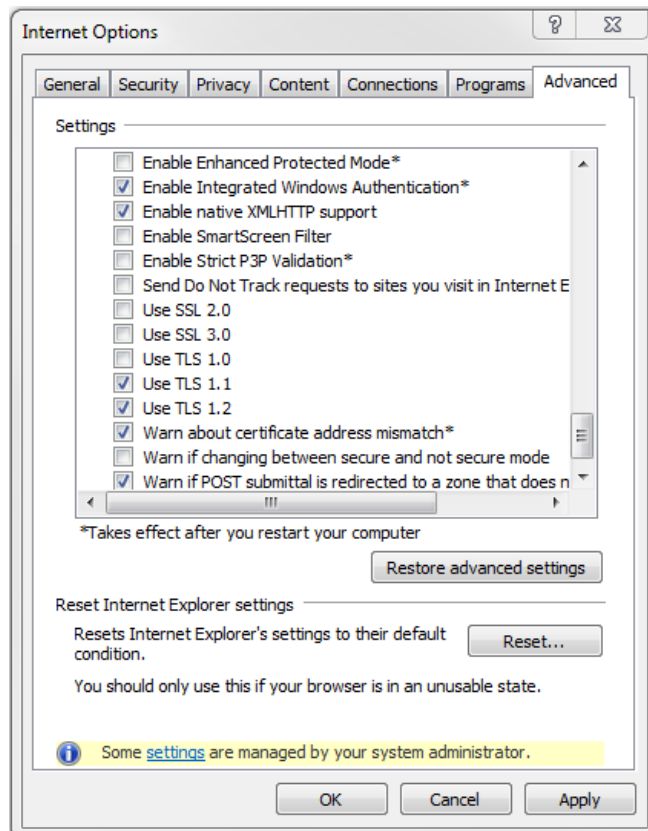 Internet Options
General Security Privacy Content Connections Programs Advanced
Settings
Enable Enhanced Protected Mode*
Enable Integrated Windows Authentication*
Enable native XMLHTTP support
Enable SmartScreen Filter
Enable Strict P3P Validation*
Send Do Not Track requests to sites you visit in Internet E
Use SSL 2.0
Use SSL 3.0
Use TLS 1.0
Use TLS 1.1
Use TLS 1.2
Warn about certificate address mismatch*
Warn if changing between secure and not secure mode
Warn if POST submittal is redirected to a zone that does n
*Takes effect after you restart your computer
Restore advanced settings
Reset Internet Explorer settings
Resets Internet Explorer's settings to their default
condition.
Reset...
You should only use this if your browser is in an unusable state.
Some settings are managed by your system administrator.
OK Cancel Apply